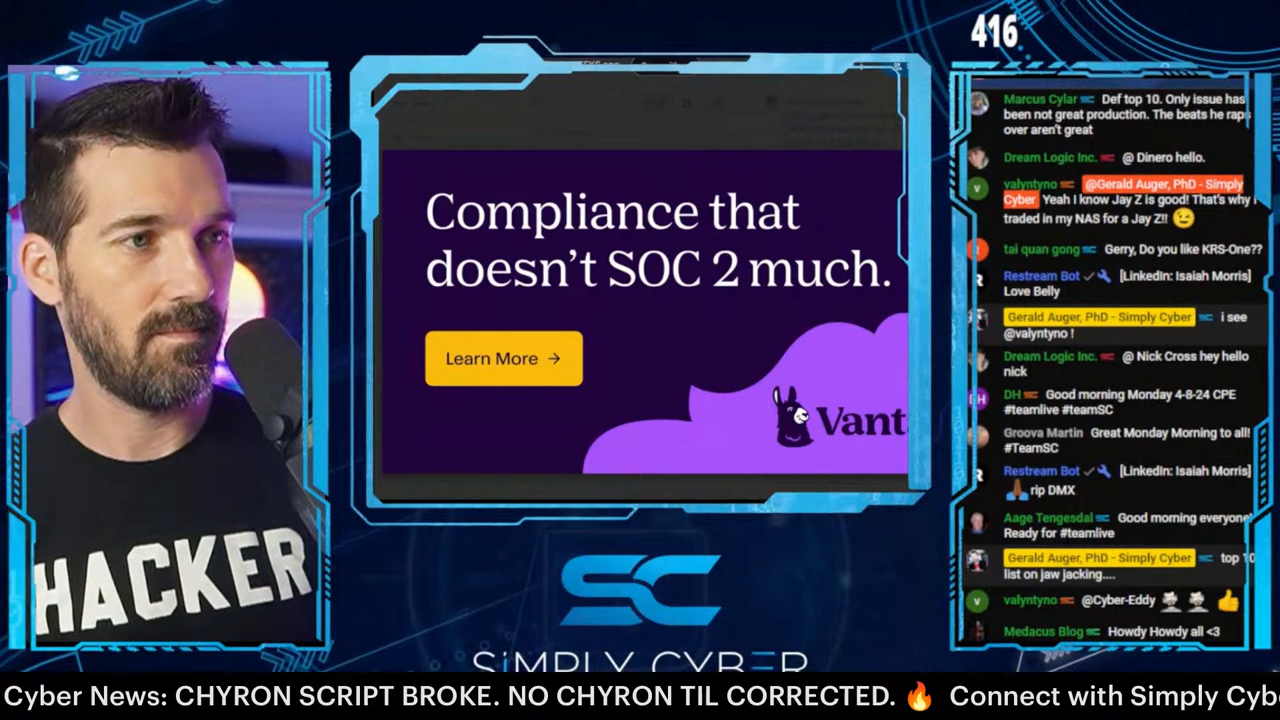 416
Marcus Cylar Def top 10. Only issue has
been not great production. The beats he raps
over aren't great
Dream Logic Inc. @ Dinero hello.
valyntyno @Gerald Auger, PhD - Simply
Cyber Yeah I know Jay Z is good! That's why I
traded in my NAS for a Jay Z!! 😉
tai quan gong Gerry, Do you like KRS-One??
Restream Bot [LinkedIn: Isaiah Morris]
Love Belly
Gerald Auger, PhD - Simply Cyber i see
@valyntyno !
Dream Logic Inc. @ Nick Cross hey hello
nick
DH Good morning Monday 4-8-24 CPE
#teamlive #teamSC
Groova Martin Great Monday Morning to all!
#TeamSC
Restream Bot [LinkedIn: Isaiah Morris]
rip DMX
Aage Tengesdal Good morning everyone!
Ready for #teamlive
Gerald Auger, PhD - Simply Cyber top 10
list on jaw jacking....
valyntyno @Cyber-Eddy 👍
Medacus Blog Howdy Howdy all <3
Compliance that
doesn't SOC 2 much.
Learn More →
Vant
HACKER
SC
SiMPLY CYBER
Cyber News: CHYRON SCRIPT BROKE. NO CHYRON TIL CORRECTED. 🔥 Connect with Simply Cyb